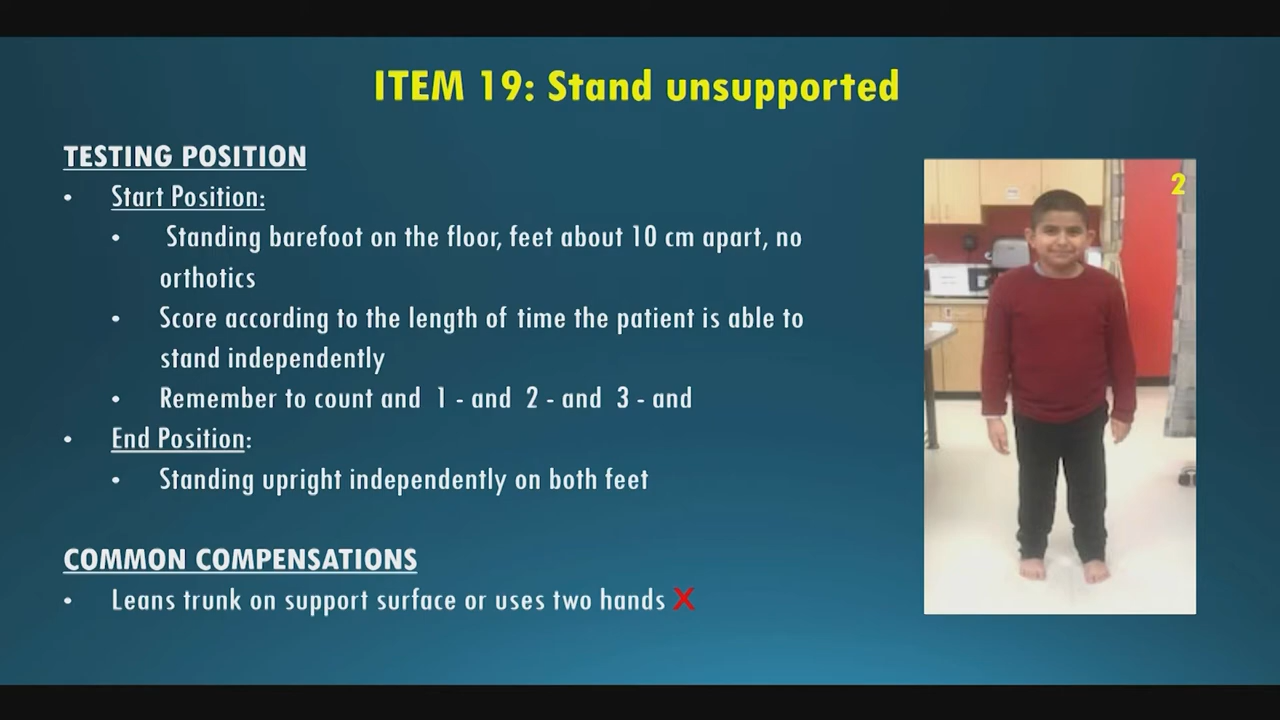 ITEM 19: Stand unsupported
TESTING POSITION
• Start Position:
• Standing barefoot on the floor, feet about 10 cm apart, no
orthotics
• Score according to the length of time the patient is able to
stand independently
• Remember to count and 1 - and 2 - and 3 - and
• End Position:
• Standing upright independently on both feet
COMMON COMPENSATIONS
• Leans trunk on support surface or uses two hands X
2